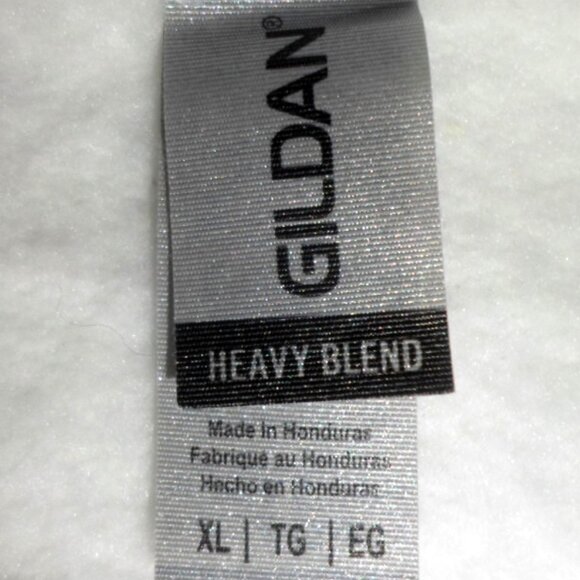 GILDAN®
HEAVY BLEND
Made in Honduras
Fabriqué au Honduras
Hecho en Honduras
XL | TG | EG